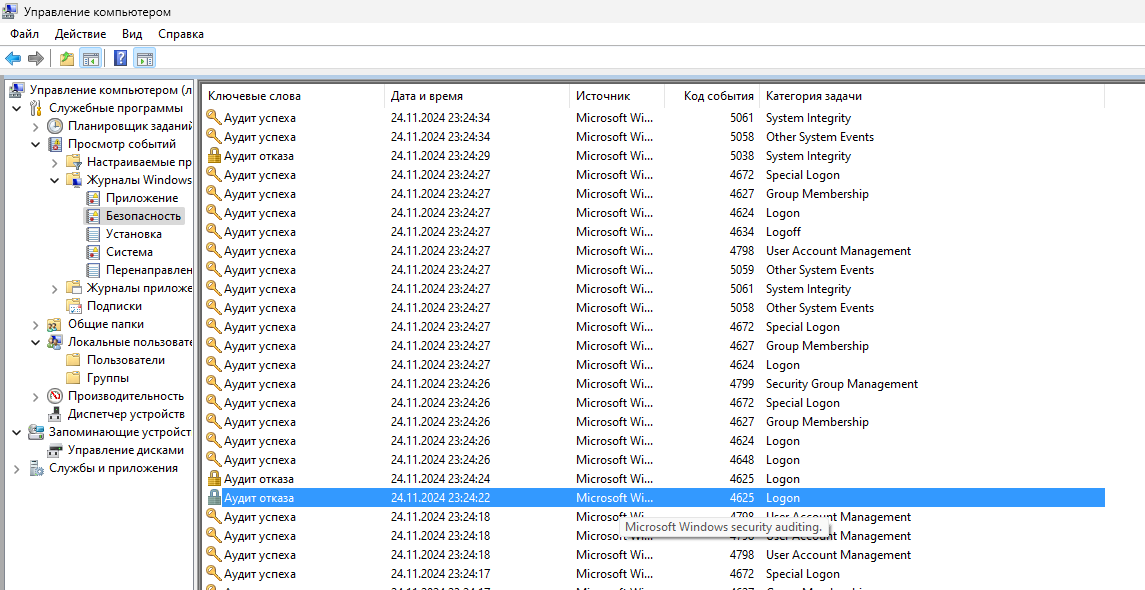 Управление компьютером
Файл Действие Вид Справка
Управление компьютером (л
Служебные программы
Планировщик заданий
Просмотр событий
Настраиваемые пр
Журналы Windows
Приложение
Безопасность
Установка
Система
Перенаправлен
Журналы приложе
Подписки
Общие папки
Локальные пользовате
Пользователи
Группы
Производительность
Диспетчер устройств
Запоминающие устройст
Управление дисками
Службы и приложения
Ключевые слова Дата и время Источник Код события Категория задачи
Аудит успеха 24.11.2024 23:24:34 Microsoft Wi... 5061 System Integrity
Аудит успеха 24.11.2024 23:24:34 Microsoft Wi... 5058 Other System Events
Аудит отказа 24.11.2024 23:24:29 Microsoft Wi... 5038 System Integrity
Аудит успеха 24.11.2024 23:24:27 Microsoft Wi... 4672 Special Logon
Аудит успеха 24.11.2024 23:24:27 Microsoft Wi... 4627 Group Membership
Аудит успеха 24.11.2024 23:24:27 Microsoft Wi... 4624 Logon
Аудит успеха 24.11.2024 23:24:27 Microsoft Wi... 4634 Logoff
Аудит успеха 24.11.2024 23:24:27 Microsoft Wi... 4798 User Account Management
Аудит успеха 24.11.2024 23:24:27 Microsoft Wi... 5059 Other System Events
Аудит успеха 24.11.2024 23:24:27 Microsoft Wi... 5061 System Integrity
Аудит успеха 24.11.2024 23:24:27 Microsoft Wi... 5058 Other System Events
Аудит успеха 24.11.2024 23:24:27 Microsoft Wi... 4672 Special Logon
Аудит успеха 24.11.2024 23:24:27 Microsoft Wi... 4627 Group Membership
Аудит успеха 24.11.2024 23:24:27 Microsoft Wi... 4624 Logon
Аудит успеха 24.11.2024 23:24:26 Microsoft Wi... 4799 Security Group Management
Аудит успеха 24.11.2024 23:24:26 Microsoft Wi... 4672 Special Logon
Аудит успеха 24.11.2024 23:24:26 Microsoft Wi... 4627 Group Membership
Аудит успеха 24.11.2024 23:24:26 Microsoft Wi... 4624 Logon
Аудит успеха 24.11.2024 23:24:26 Microsoft Wi... 4648 Logon
Аудит отказа 24.11.2024 23:24:24 Microsoft Wi... 4625 Logon
Аудит отказа 24.11.2024 23:24:22 Microsoft Wi... 4625 Logon
Аудит успеха 24.11.2024 23:24:18 Microsoft Wi... 4798 User Account Management
Microsoft Windows security auditing.
Аудит успеха 24.11.2024 23:24:18 Microsoft Wi... 4798 User Account Management
Аудит успеха 24.11.2024 23:24:18 Microsoft Wi... 4798 User Account Management
Аудит успеха 24.11.2024 23:24:17 Microsoft Wi... 4672 Special Logon